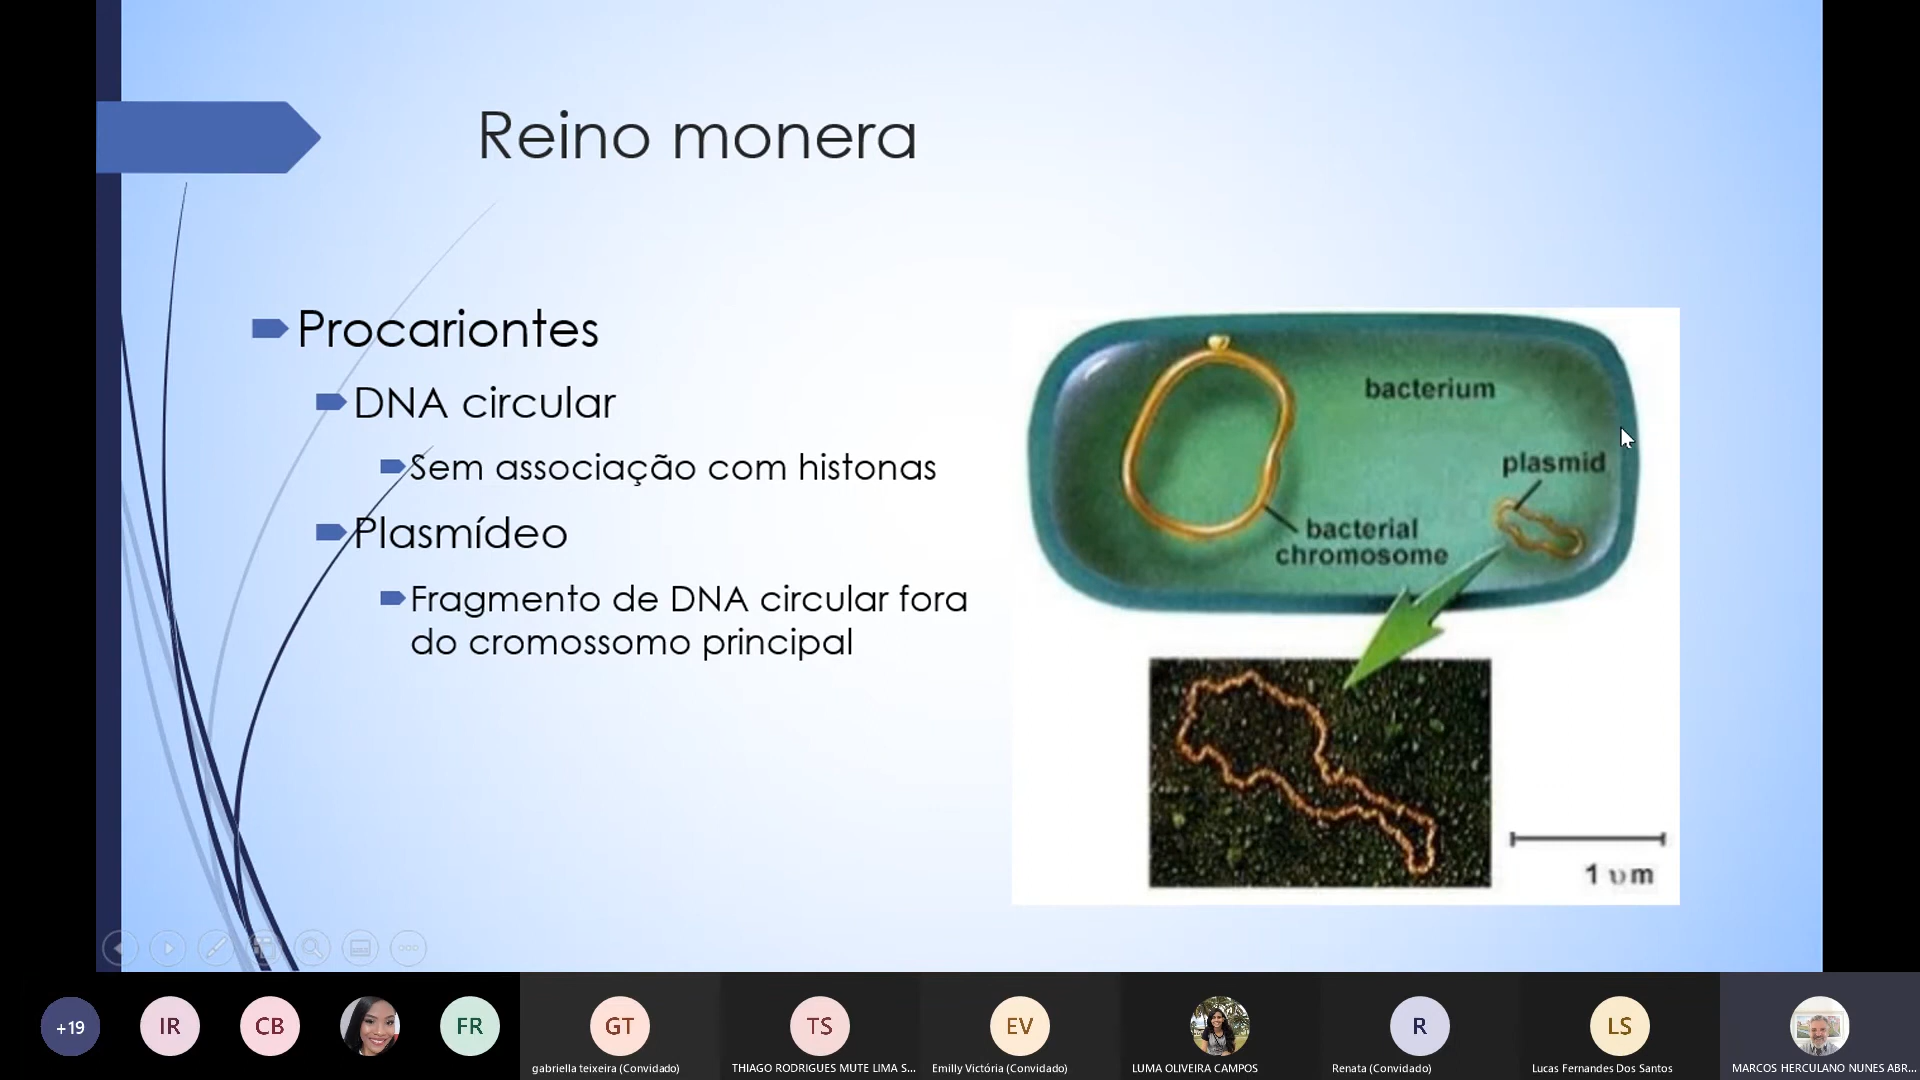 Reino monera
Procariontes
DNA circular
Sem associação com histonas
Plasmídeo
Fragmento de DNA circular fora
do cromossomo principal
bacterium
plasmid
bacterial
chromosome
1 υm
+19
IR
CB
FR
GT
TS
EV
R
LS
gabriella teixeira (Convidado)
THIAGO RODRIGUES MUTE LIMA S...
Emilly Victória (Convidado)
LUMA OLIVEIRA CAMPOS
Renata (Convidado)
Lucas Fernandes Dos Santos
MARCOS HERCULANO NUNES ABR...